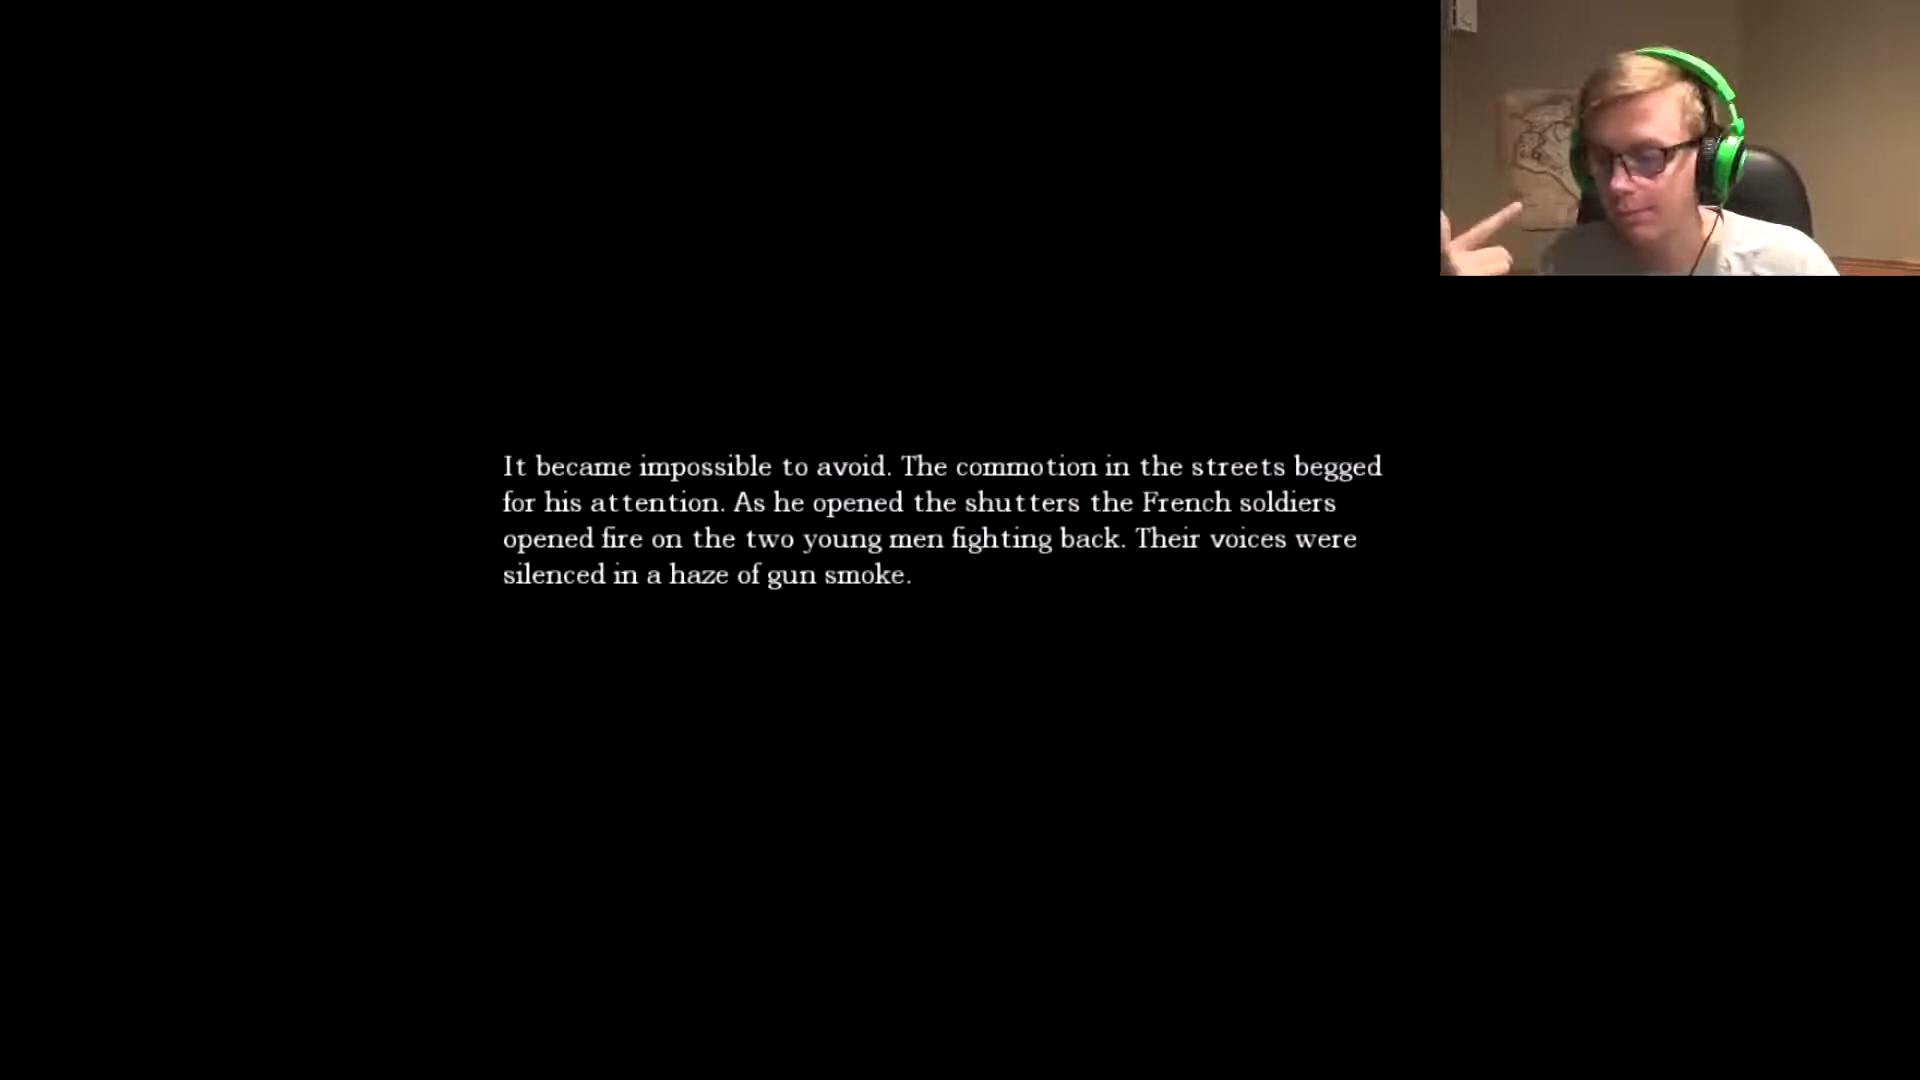 It became impossible to avoid. The commotion in the streets begged
for his attention. As he opened the shutters the French soldiers
opened fire on the two young men fighting back. Their voices were
silenced in a haze of gun smoke.